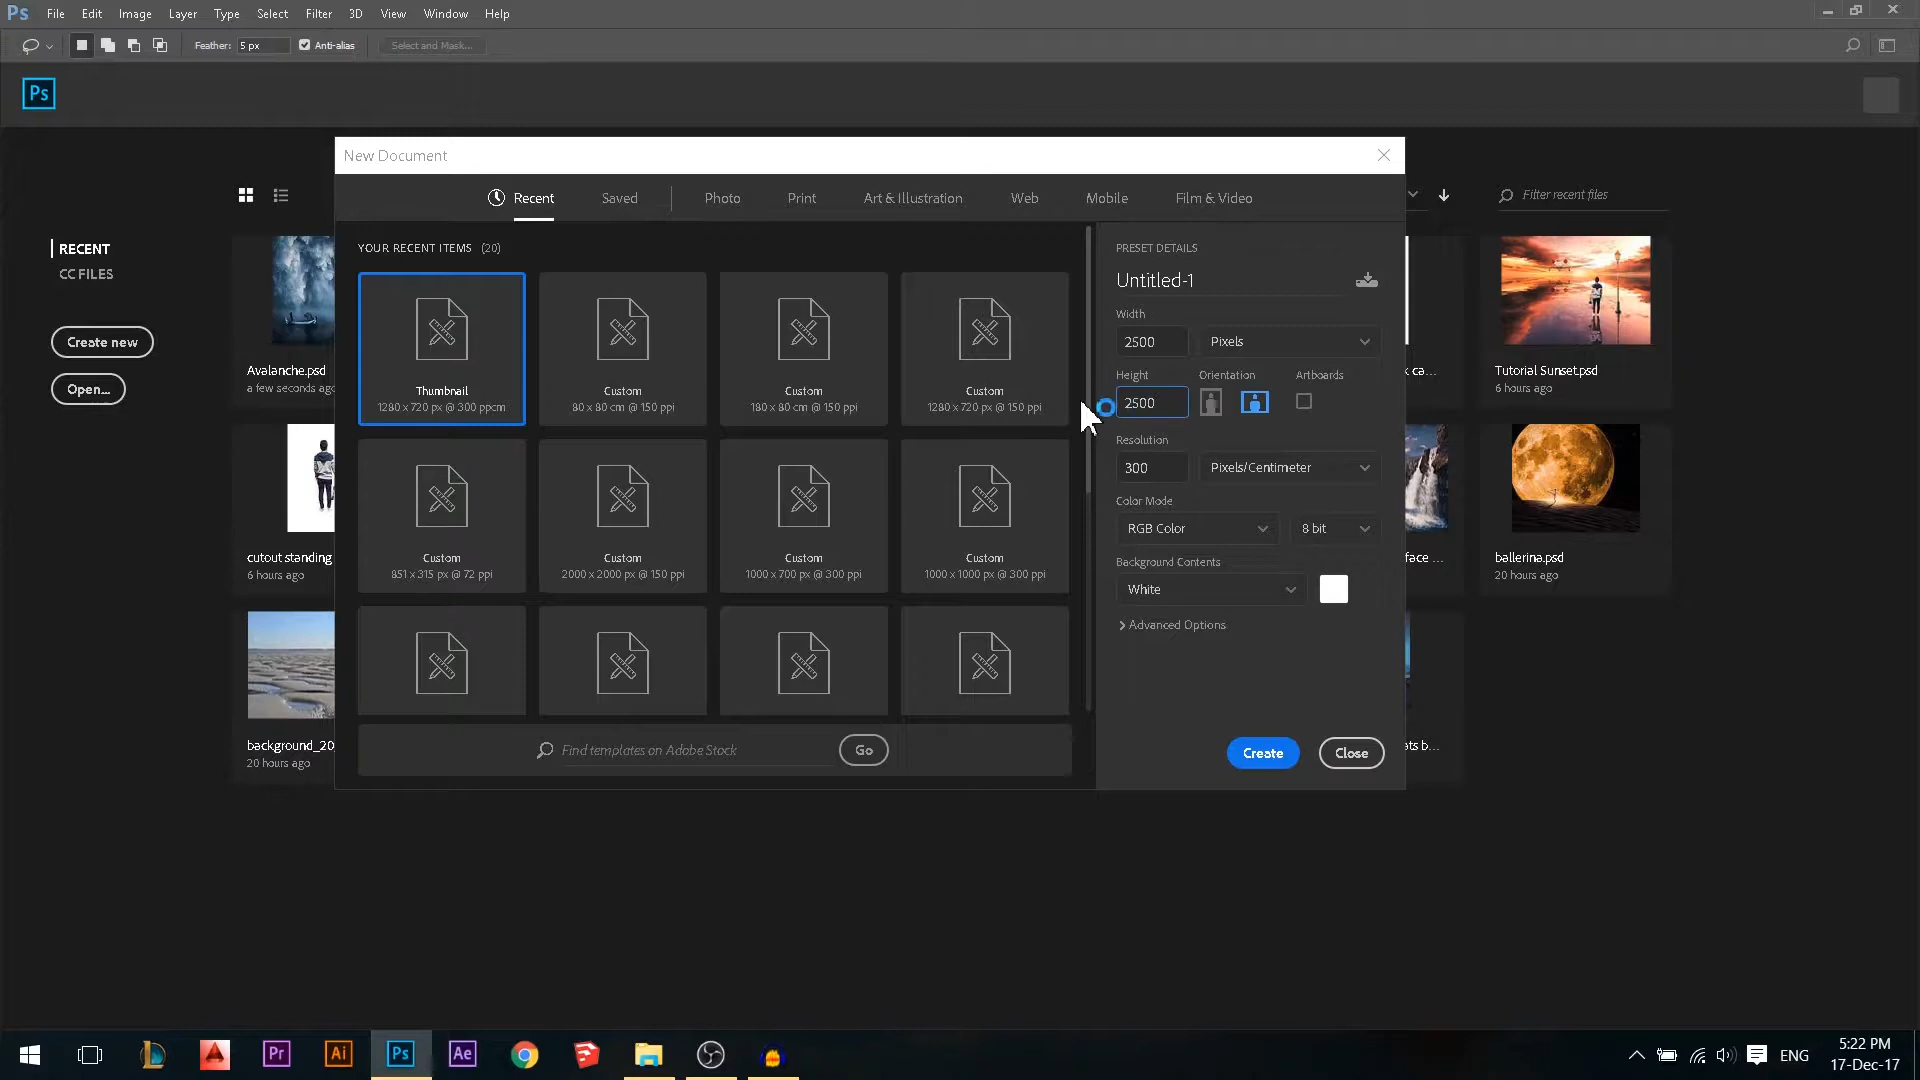 Ps File Edit Image Layer Type Select Filter 3D View Window Help
Feather: 5 px Anti-alias Select and Mask...
Ps
New Document
Recent Saved Photo Print Art & Illustration Web Mobile Film & Video
Filter recent files
RECENT
CC FILES
Create new
Open...
Avalanche.psd
a few seconds ago
cutout standing
6 hours ago
background_20
20 hours ago
YOUR RECENT ITEMS (20)
Thumbnail
1280 x 720 px @ 300 ppcm
Custom
80 x 80 cm @ 150 ppi
Custom
180 x 80 cm @ 150 ppi
Custom
1280 x 720 px @ 150 ppi
Custom
851 x 315 px @ 72 ppi
Custom
2000 x 2000 px @ 150 ppi
Custom
1000 x 700 px @ 300 ppi
Custom
1000 x 1000 px @ 300 ppi
Find templates on Adobe Stock Go
PRESET DETAILS
Untitled-1
Width
2500 Pixels
Height Orientation Artboards
2500
Resolution
300 Pixels/Centimeter
Color Mode
RGB Color 8 bit
Background Contents
White
Advanced Options
Create Close
k ca...
face ...
ats b...
Tutorial Sunset.psd
6 hours ago
ballerina.psd
20 hours ago
Pr Ai Ps Ae
ENG
5:22 PM
17-Dec-17